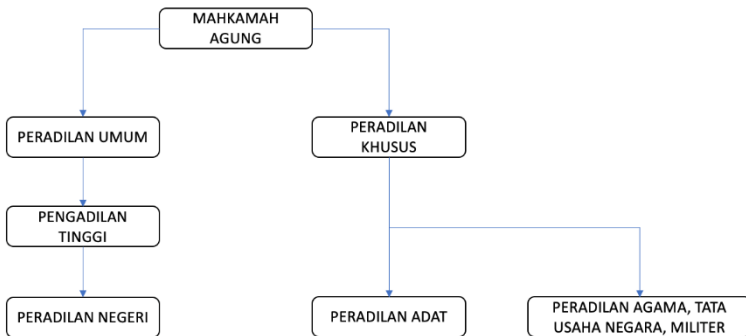 MAHKAMAH
AGUNG
PERADILAN UMUM
PERADILAN
KHUSUS
PENGADILAN
TINGGI
PERADILAN NEGERI
PERADILAN ADAT
PERADILAN AGAMA, TATA
USAHA NEGARA, MILITER